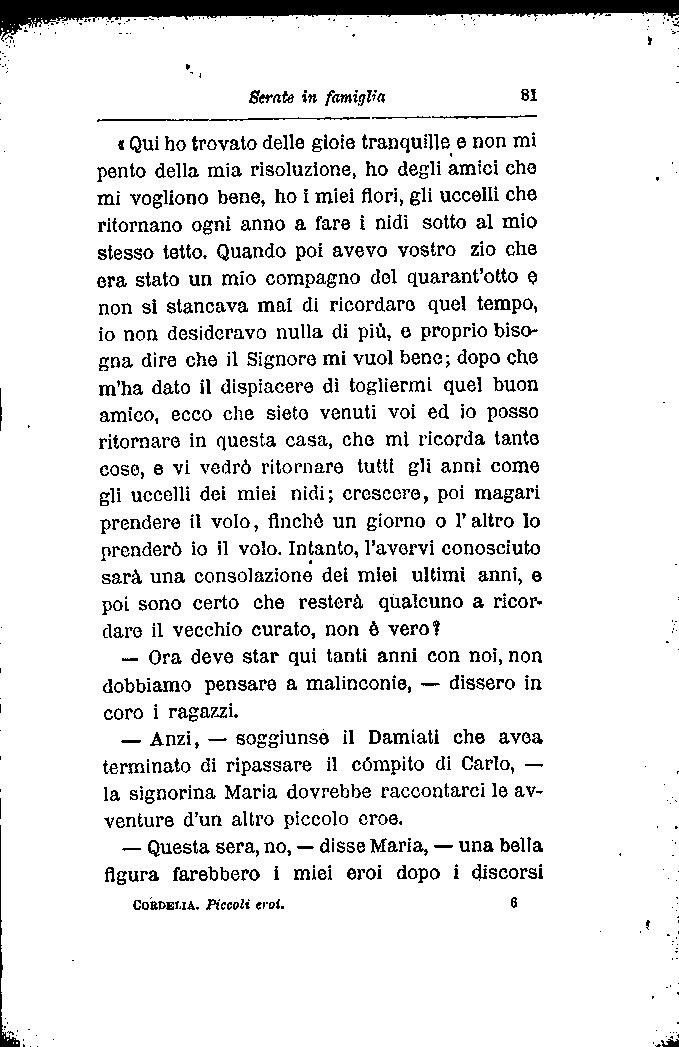 Serate in famiglia 81
« Qui ho trovato delle gioie tranquille e non mi
pento della mia risoluzione, ho degli amici che
mi vogliono bene, ho i miei fiori, gli uccelli che
ritornano ogni anno a fare i nidi sotto al mio
stesso tetto. Quando poi avevo vostro zio che
era stato un mio compagno del quarant'otto e
non si stancava mai di ricordare quel tempo,
io non desideravo nulla di più, e proprio biso-
gna dire che il Signore mi vuol bene; dopo che
m'ha dato il dispiacere di togliermi quel buon
amico, ecco che siete venuti voi ed io posso
ritornare in questa casa, che mi ricorda tante
cose, e vi vedrò ritornare tutti gli anni come
gli uccelli dei miei nidi; crescere, poi magari
prendere il volo, finchè un giorno o l'altro lo
prenderò io il volo. Intanto, l'avervi conosciuto
sarà una consolazione dei miei ultimi anni, e
poi sono certo che resterà qualcuno a ricor-
dare il vecchio curato, non è vero?
— Ora deve star qui tanti anni con noi, non
dobbiamo pensare a malinconie, — dissero in
coro i ragazzi.
— Anzi, — soggiunse il Damiati che avea
terminato di ripassare il cómpito di Carlo, —
la signorina Maria dovrebbe raccontarci le av-
venture d'un altro piccolo eroe.
— Questa sera, no, — disse Maria, — una bella
figura farebbero i miei eroi dopo i discorsi
CORDELIA. Piccoli eroi. 6